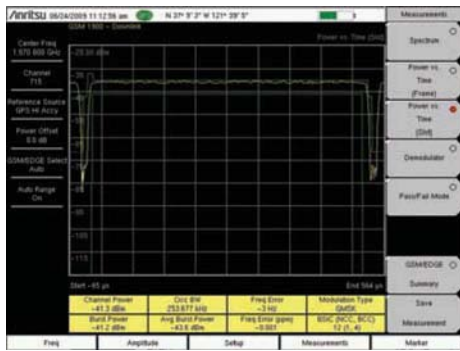 Anritsu 06/24/2009 11:12:56 am N 37° 9' 2" W 121° 39' 5"
Measurements
GSM 1900 - Downlink
Power vs. Time (Slot)
Center Freq
1.970 800 GHz
Channel
715
Reference Source
GPS Hi Accy
Power Offset
0.0 dB
GSM/EDGE Select
Auto
Auto Range
On
Start -65 µs
End 564 µs
Channel Power
-41.3 dBm
Occ BW
253.677 kHz
Freq Error
-3 Hz
Modulation Type
GMSK
Burst Power
-41.2 dBm
Avg Burst Power
-43.6 dBm
Freq Error (ppm)
-0.001
BSIC (NCC, BCC)
12 (1, 4)
Spectrum
Power vs.
Time
(Frame)
Power vs.
Time
(Slot)
Demodulator
Pass/Fail Mode
GSM/EDGE
Summary
Save
Measurement
Freq
Amplitude
Setup
Measurements
Marker